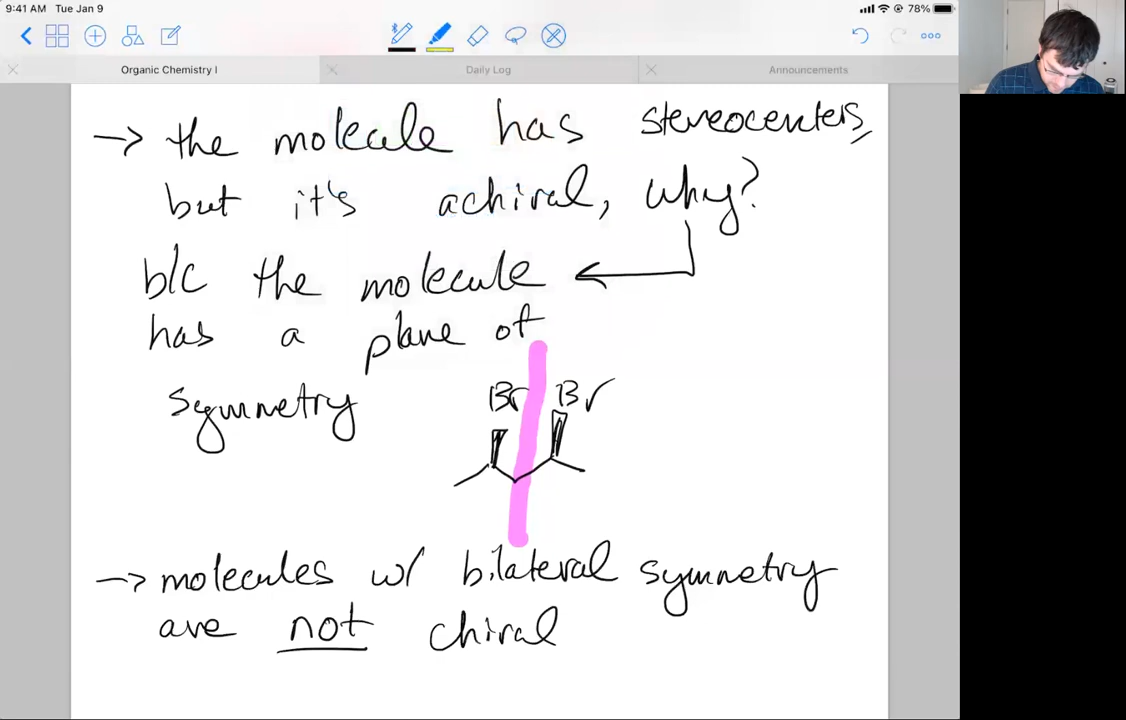 9:41 AM Tue Jan 9
78%
Organic Chemistry I
Daily Log
Announcements
→ the molecule has stereocenters,
but it's achiral, why?
b/c the molecule ←
has a plane of
symmetry
Br Br
→ molecules w/ bilateral symmetry
are not chiral